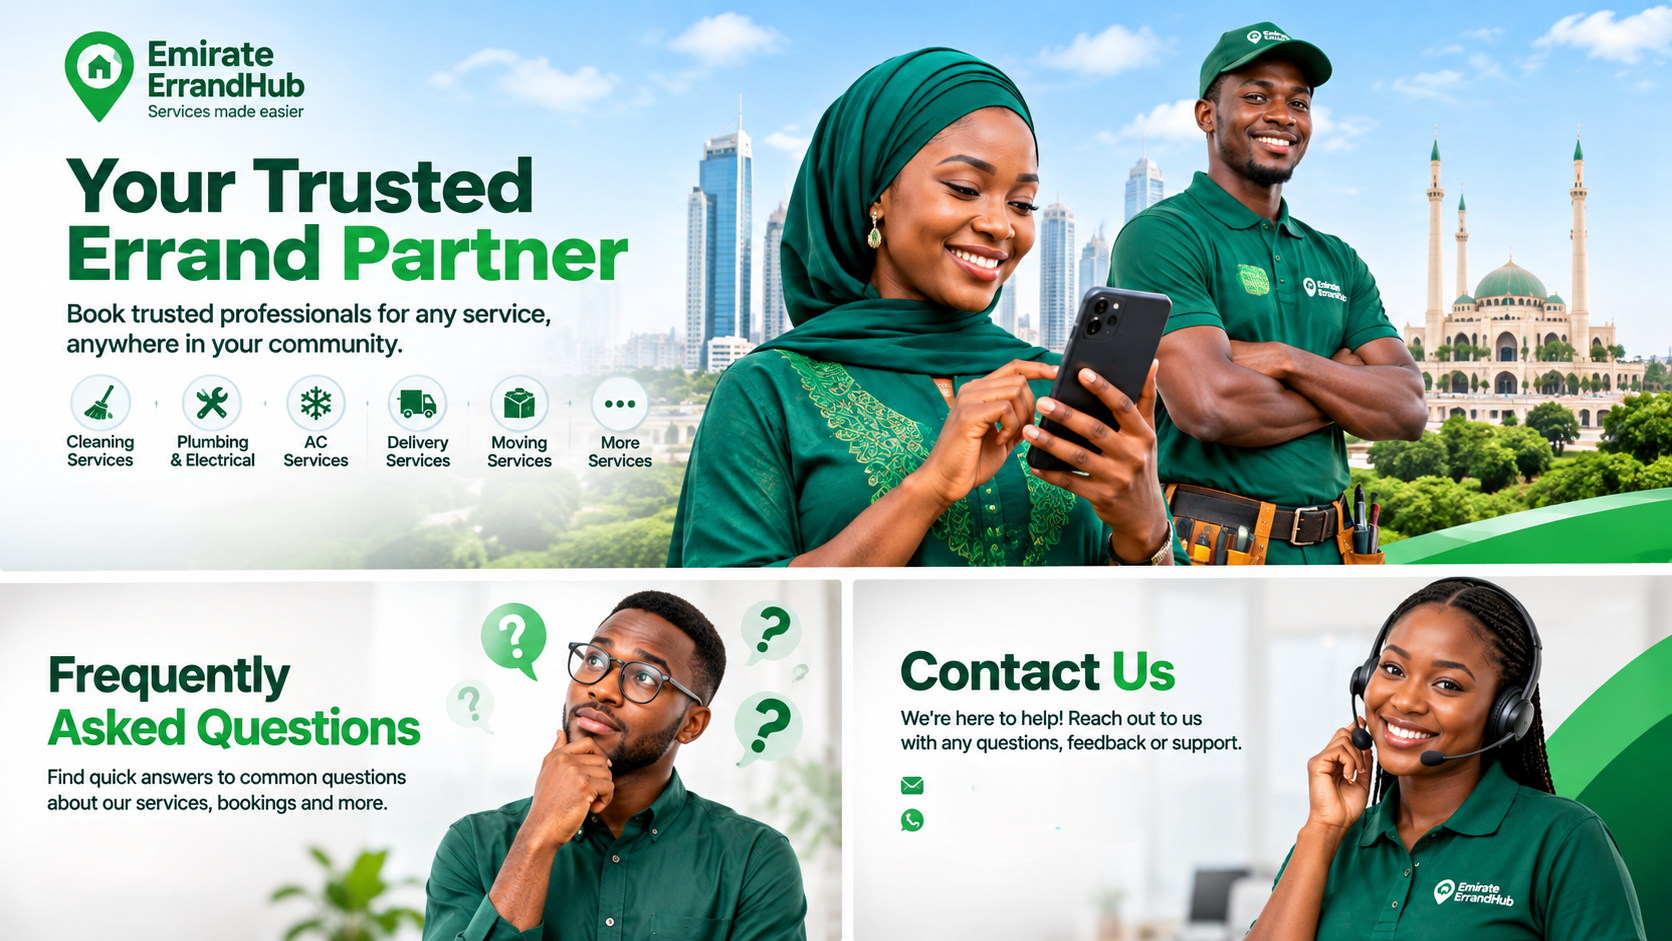 Emirate
ErrandHub
Services made easier
Your Trusted
Errand Partner
Book trusted professionals for any service,
anywhere in your community.
Cleaning
Services
Plumbing
& Electrical
AC
Services
Delivery
Services
Moving
Services
More
Services
Emirate
ErrandHub
Frequently
Asked Questions
Find quick answers to common questions
about our services, bookings and more.
?
?
?
?
?
Contact Us
We're here to help! Reach out to us
with any questions, feedback or support.
Emirate
ErrandHub